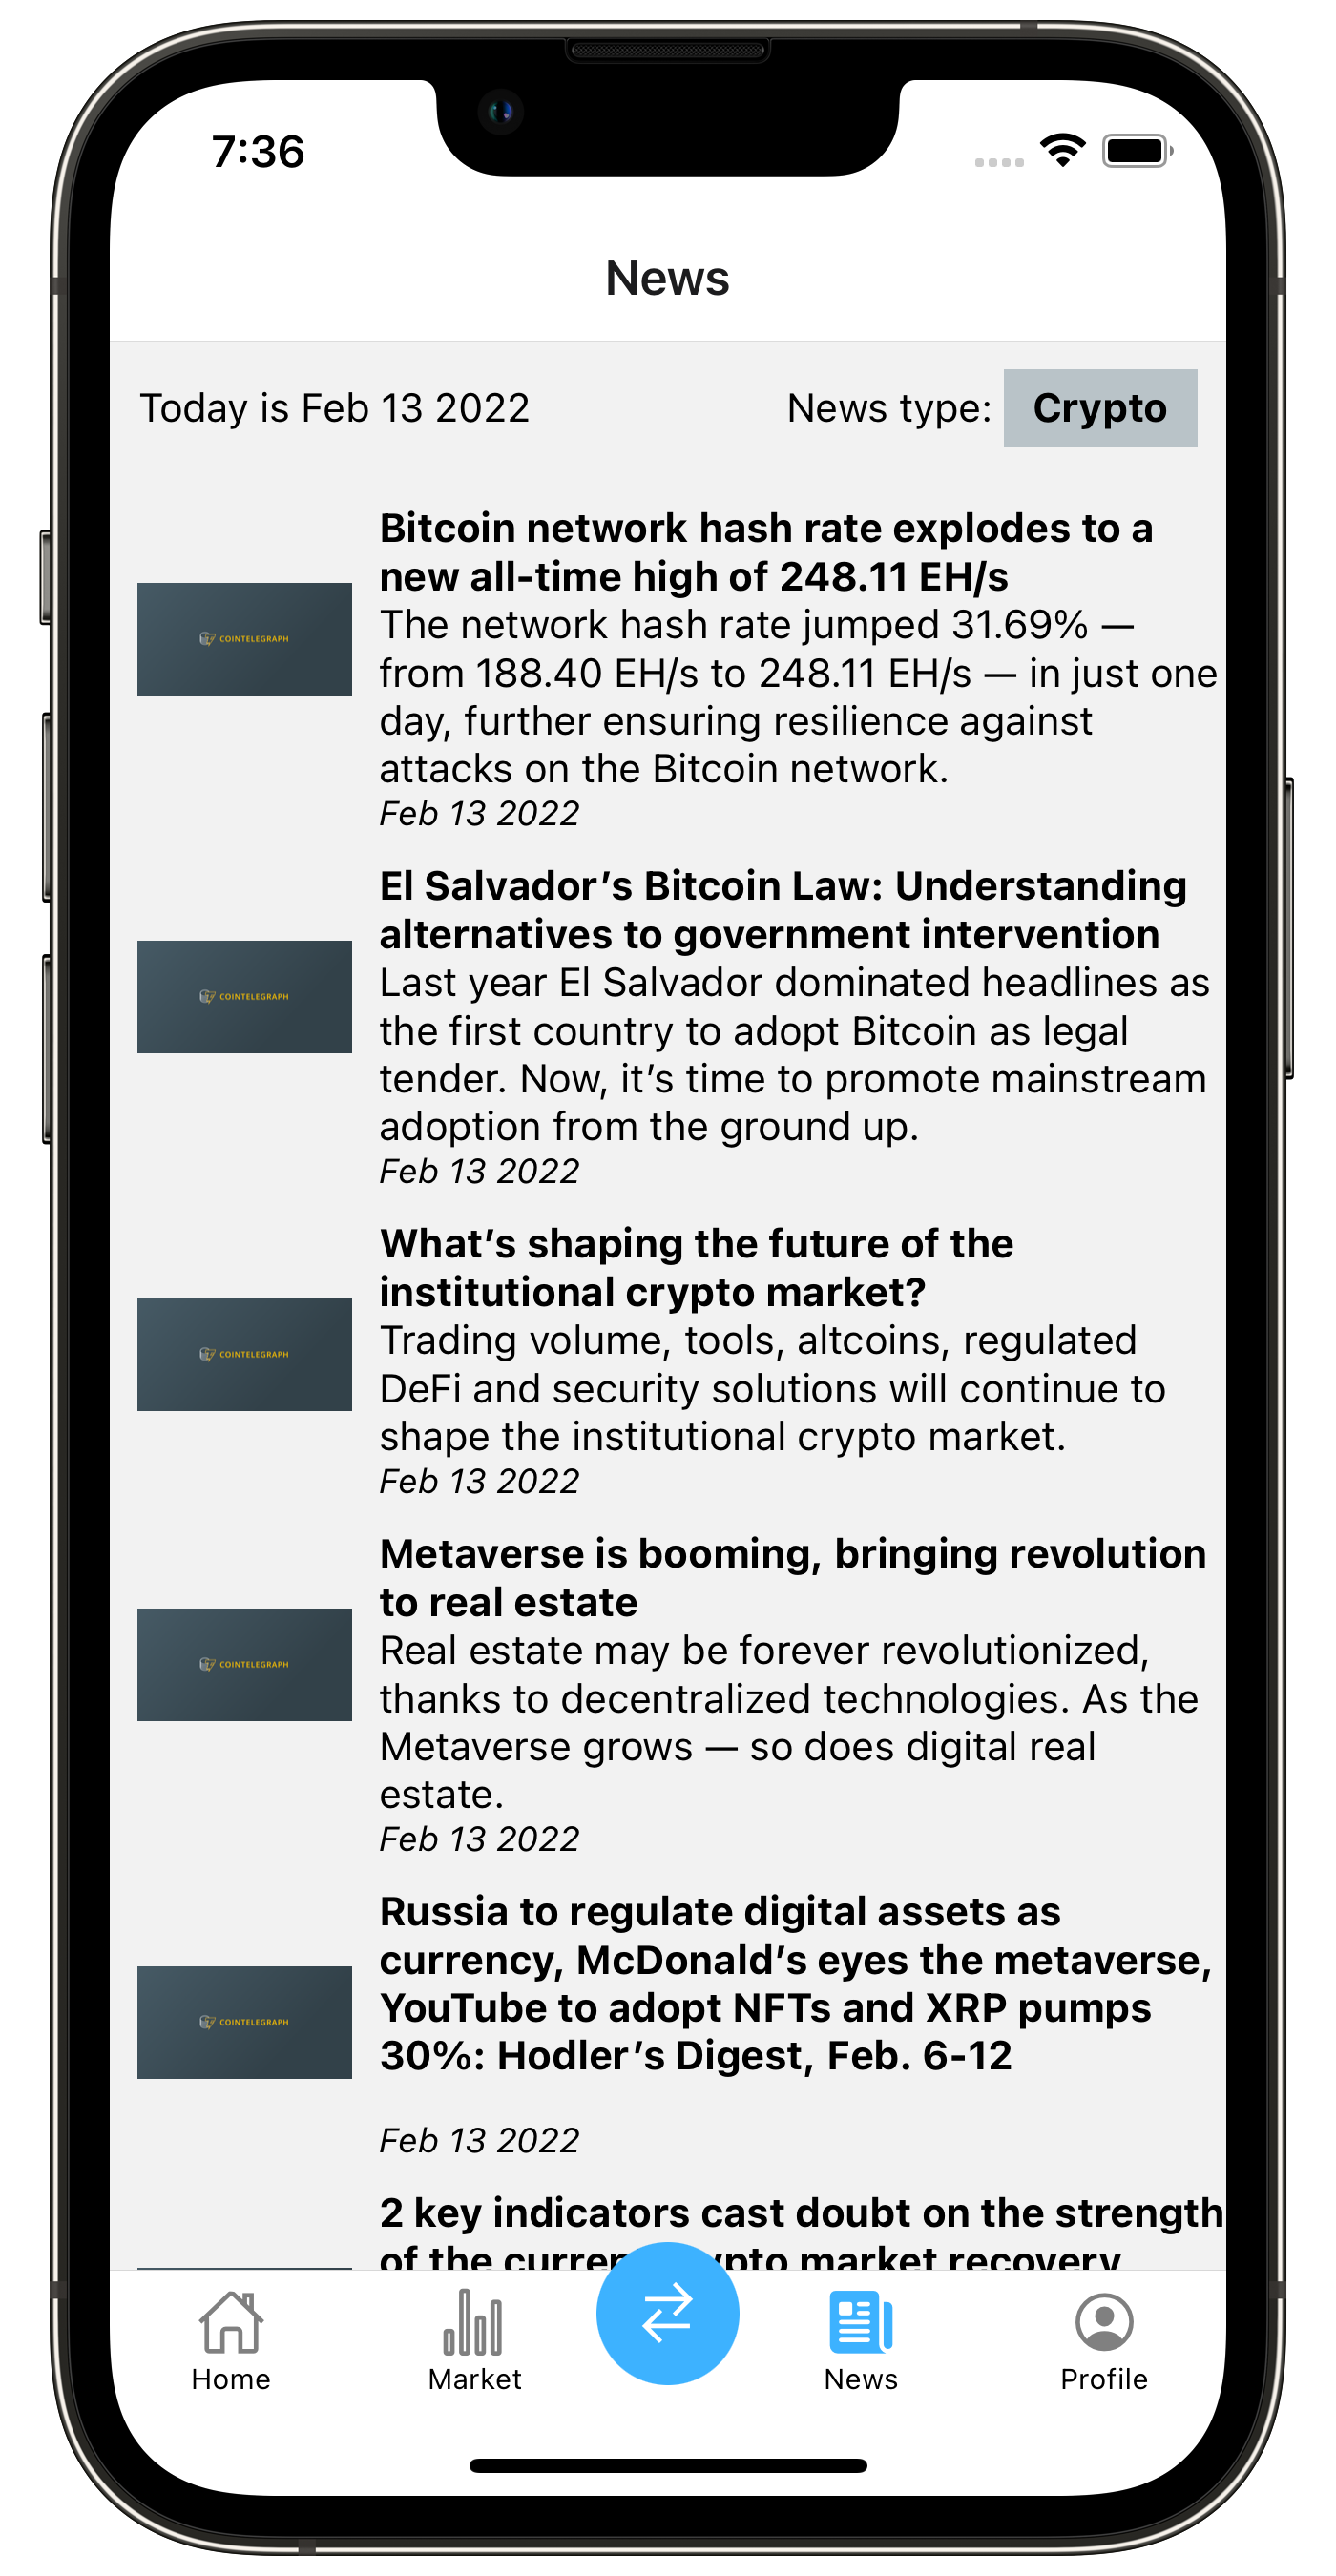 7:36
News
Today is Feb 13 2022
News type: Crypto
Bitcoin network hash rate explodes to a
new all-time high of 248.11 EH/s
The network hash rate jumped 31.69% —
from 188.40 EH/s to 248.11 EH/s — in just one
day, further ensuring resilience against
attacks on the Bitcoin network.
Feb 13 2022
COINTELEGRAPH
El Salvador’s Bitcoin Law: Understanding
alternatives to government intervention
Last year El Salvador dominated headlines as
the first country to adopt Bitcoin as legal
tender. Now, it’s time to promote mainstream
adoption from the ground up.
Feb 13 2022
COINTELEGRAPH
What’s shaping the future of the
institutional crypto market?
Trading volume, tools, altcoins, regulated
DeFi and security solutions will continue to
shape the institutional crypto market.
Feb 13 2022
COINTELEGRAPH
Metaverse is booming, bringing revolution
to real estate
Real estate may be forever revolutionized,
thanks to decentralized technologies. As the
Metaverse grows — so does digital real
estate.
Feb 13 2022
COINTELEGRAPH
Russia to regulate digital assets as
currency, McDonald’s eyes the metaverse,
YouTube to adopt NFTs and XRP pumps
30%: Hodler’s Digest, Feb. 6-12
Feb 13 2022
COINTELEGRAPH
2 key indicators cast doubt on the strength
of the market recovery
Home
Market
News
Profile